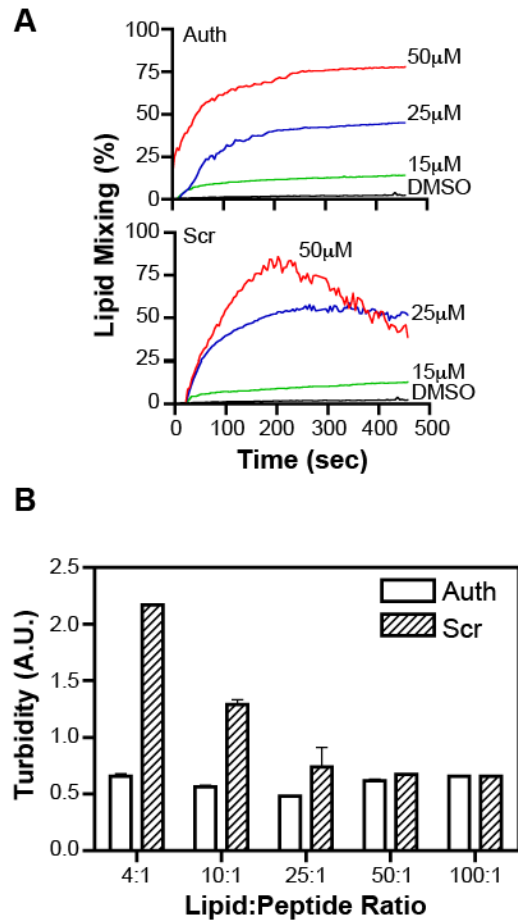 A
Auth
Lipid Mixing (%)
100
75
50
25
0
50μM
25μM
15μM
DMSO
Scr
75
50
25
0
50μM
25μM
15μM
DMSO
0 100 200 300 400 500
Time (sec)
B
Turbidity (A.U.)
2.5
2.0
1.5
1.0
0.5
0.0
Auth
Scr
4:1 10:1 25:1 50:1 100:1
Lipid:Peptide Ratio